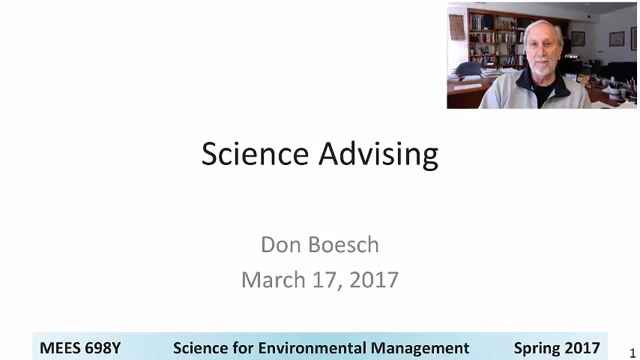 Science Advising
Don Boesch
March 17, 2017
MEES 698Y Science for Environmental Management Spring 2017
1